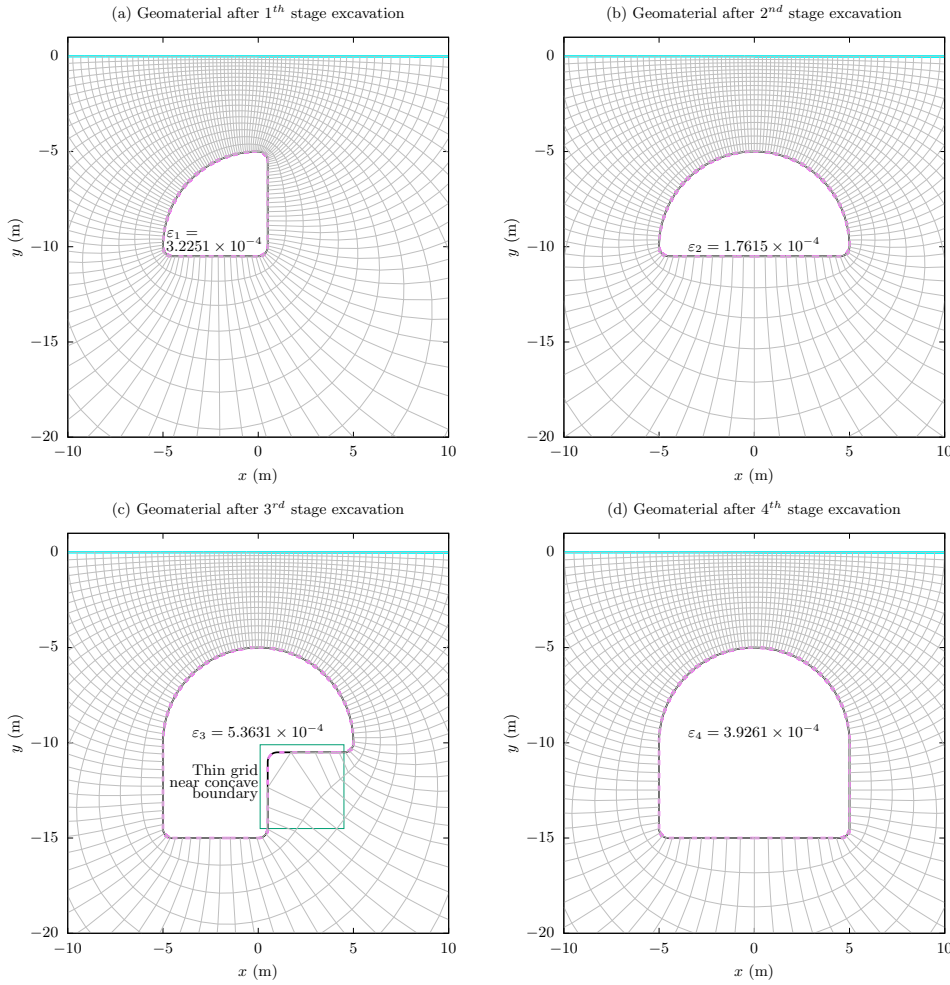 (a) Geomaterial after 1^{th} stage excavation
0
−5
−10
−15
−20
y (m)
ε₁ =
3.2251 × 10⁻⁴
−10
−5
0
5
10
x (m)
(b) Geomaterial after 2^{nd} stage excavation
0
−5
−10
−15
−20
y (m)
ε₂ = 1.7615 × 10⁻⁴
−10
−5
0
5
10
x (m)
(c) Geomaterial after 3^{rd} stage excavation
0
−5
−10
−15
−20
y (m)
ε₃ = 5.3631 × 10⁻⁴
Thin grid
near concave
boundary
−10
−5
0
5
10
x (m)
(d) Geomaterial after 4^{th} stage excavation
0
−5
−10
−15
−20
y (m)
ε₄ = 3.9261 × 10⁻⁴
−10
−5
0
5
10
x (m)